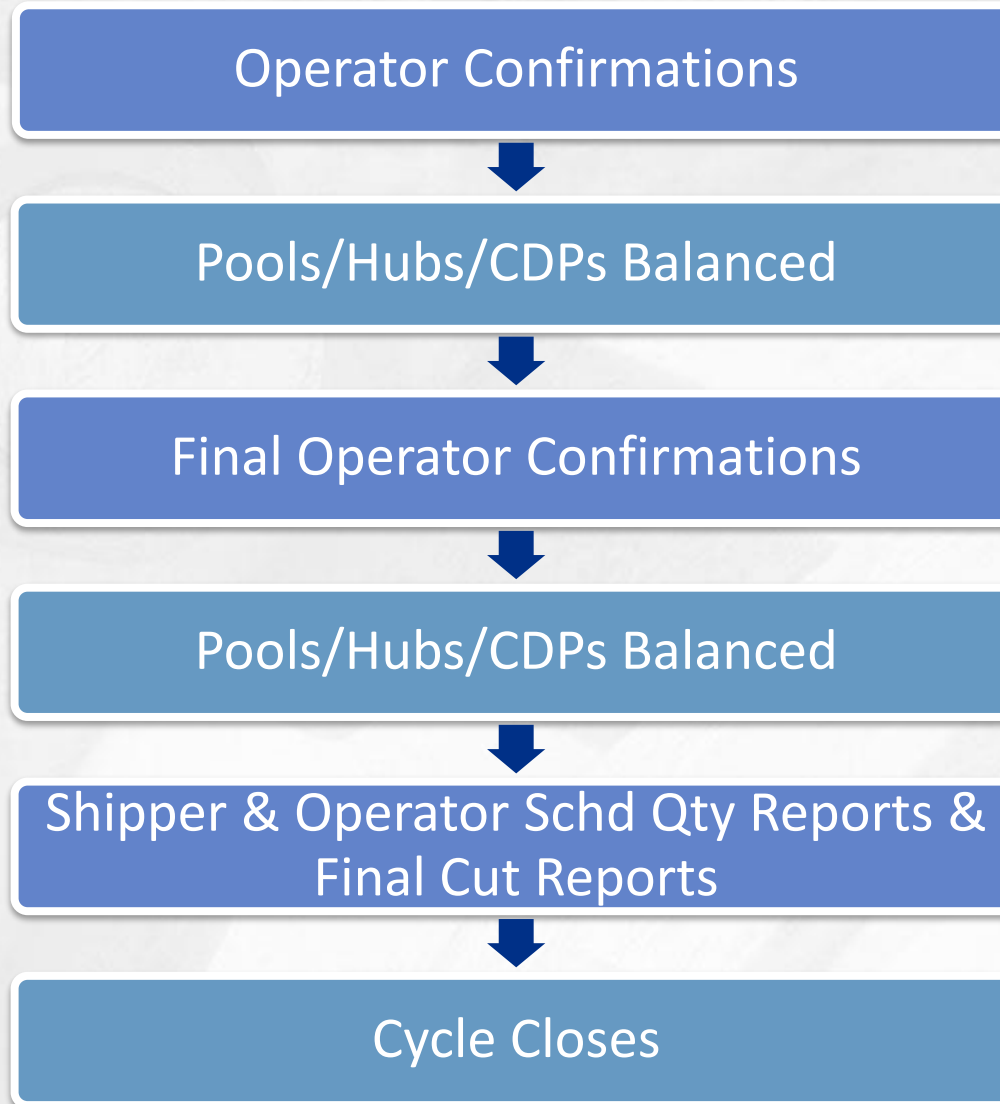 Operator Confirmations
Pools/Hubs/CDPs Balanced
Final Operator Confirmations
Pools/Hubs/CDPs Balanced
Shipper & Operator Schd Qty Reports &
Final Cut Reports
Cycle Closes